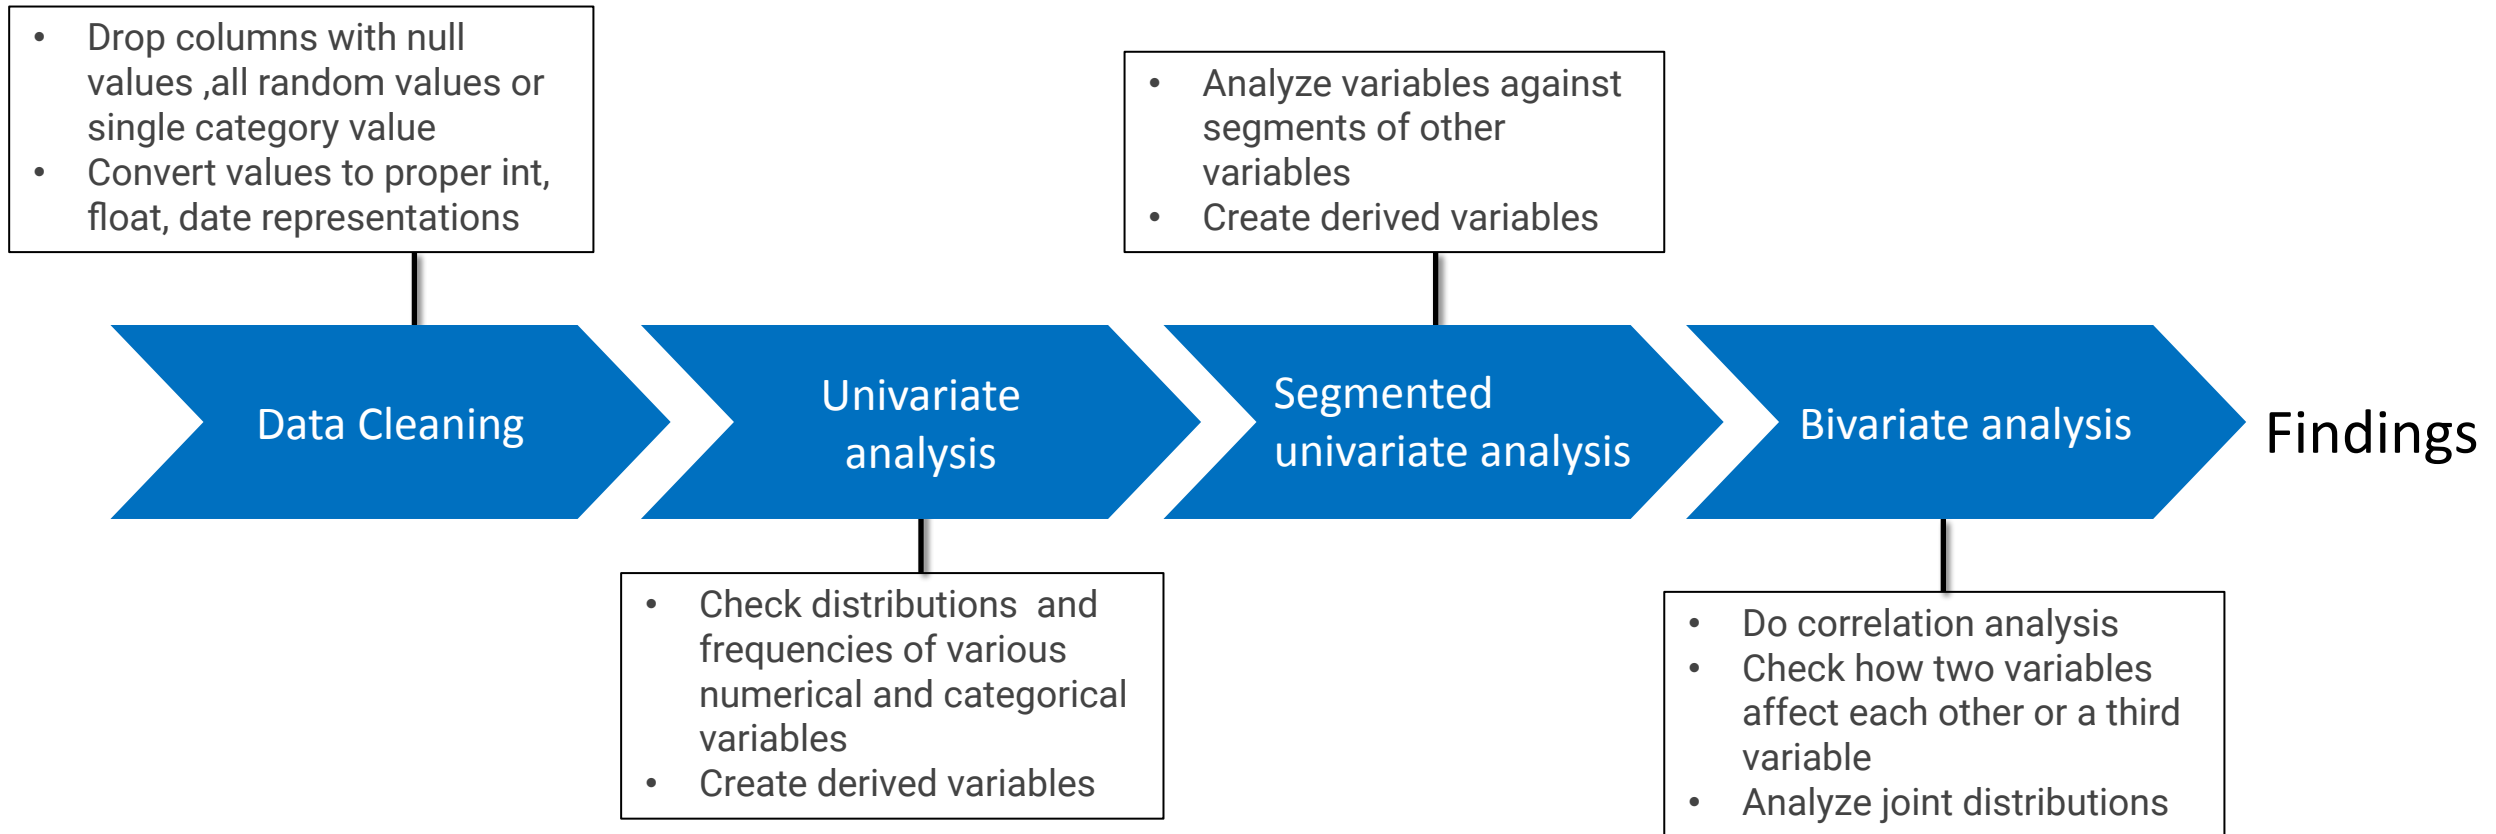 • Drop columns with null
values ,all random values or
single category value
• Convert values to proper int,
float, date representations
• Analyze variables against
segments of other
variables
• Create derived variables
Data Cleaning
Univariate
analysis
Segmented
univariate analysis
Bivariate analysis
Findings
• Check distributions  and
frequencies of various
numerical and categorical
variables
• Create derived variables
• Do correlation analysis
• Check how two variables
affect each other or a third
variable
• Analyze joint distributions